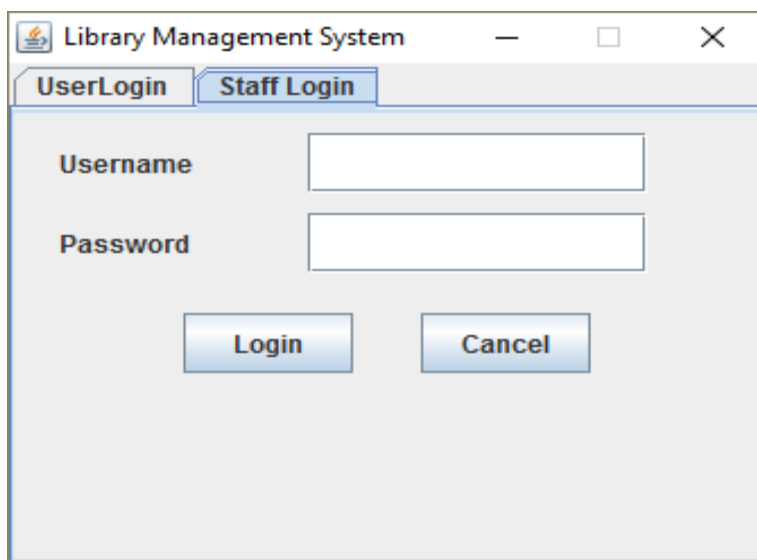 Library Management System
UserLogin Staff Login
Username
Password
Login Cancel